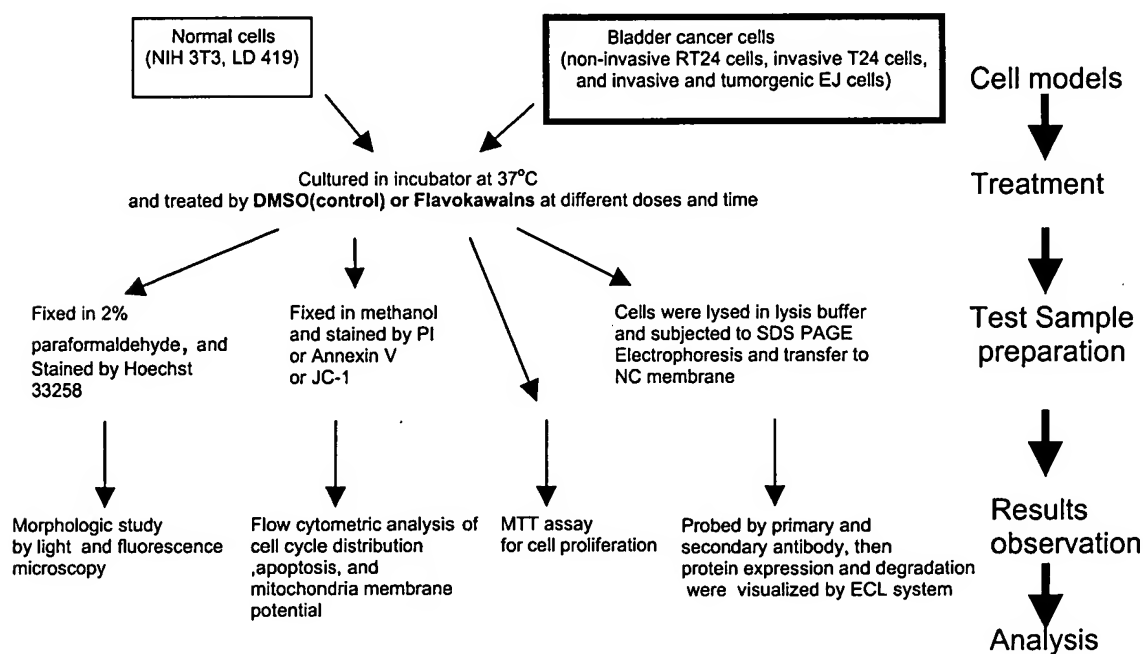 Normal cells
(NIH 3T3, LD 419)
Bladder cancer cells
(non-invasive RT24 cells, invasive T24 cells,
and invasive and tumorgenic EJ cells)
Cell models
Cultured in incubator at 37°C
and treated by DMSO(control) or Flavokawains at different doses and time
Treatment
Fixed in 2%
paraformaldehyde, and
Stained by Hoechst
33258
Fixed in methanol
and stained by PI
or Annexin V
or JC-1
Cells were lysed in lysis buffer
and subjected to SDS PAGE
Electrophoresis and transfer to
NC membrane
Test Sample
preparation
Morphologic study
by light and fluorescence
microscopy
Flow cytometric analysis of
cell cycle distribution
,apoptosis, and
mitochondria membrane
potential
MTT assay
for cell proliferation
Probed by primary and
secondary antibody, then
protein expression and degradation
were visualized by ECL system
Results
observation
Analysis